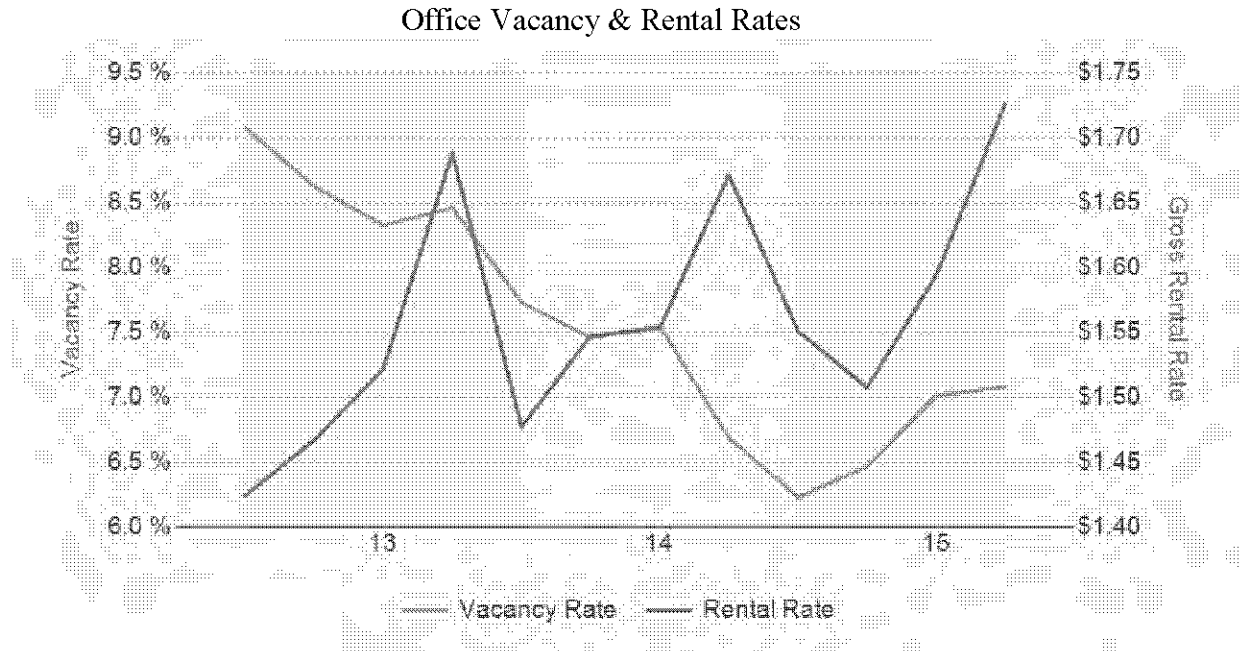 Office Vacancy & Rental Rates
9.5 % $1.75
9.0 % $1.70
8.5 % $1.65
8.0 % $1.60
7.5 % $1.55
7.0 % $1.50
6.5 % $1.45
6.0 % $1.40
Vacancy Rate
Gross Rental Rate
13 14 15
Vacancy Rate Rental Rate